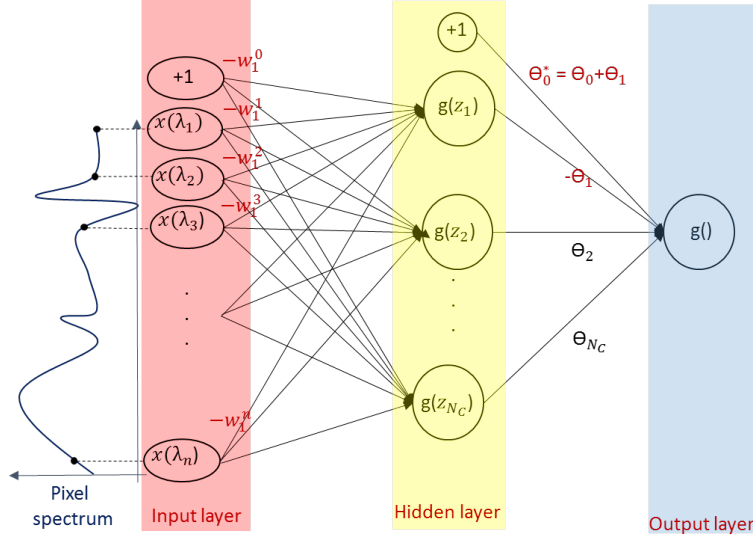 +1
x(λ₁)
x(λ₂)
x(λ₃)
.
.
.
x(λₙ)
Pixel
spectrum
Input layer
−w₁⁰
−w₁¹
−w₁²
−w₁³
−w₁ⁿ
+1
g(z₁)
g(z₂)
.
.
.
g(z_{N_C})
Hidden layer
ϴ₀* = ϴ₀+ϴ₁
-ϴ₁
ϴ₂
ϴ_{N_C}
g()
Output layer